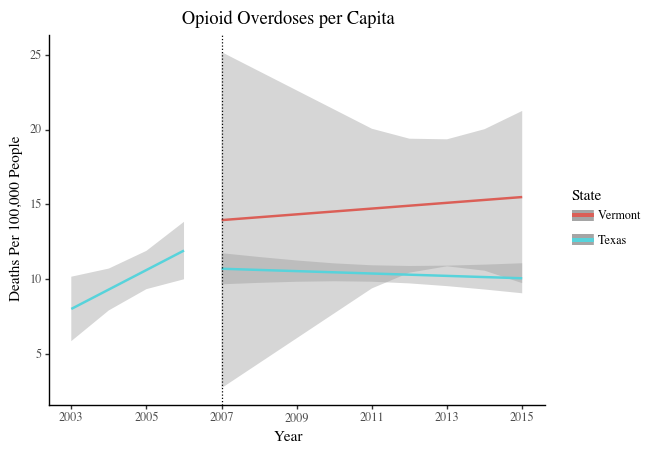 Opioid Overdoses per Capita
Deaths Per 100,000 People
25
20
15
10
5
2003 2005 2007 2009 2011 2013 2015
Year
State
Vermont
Texas